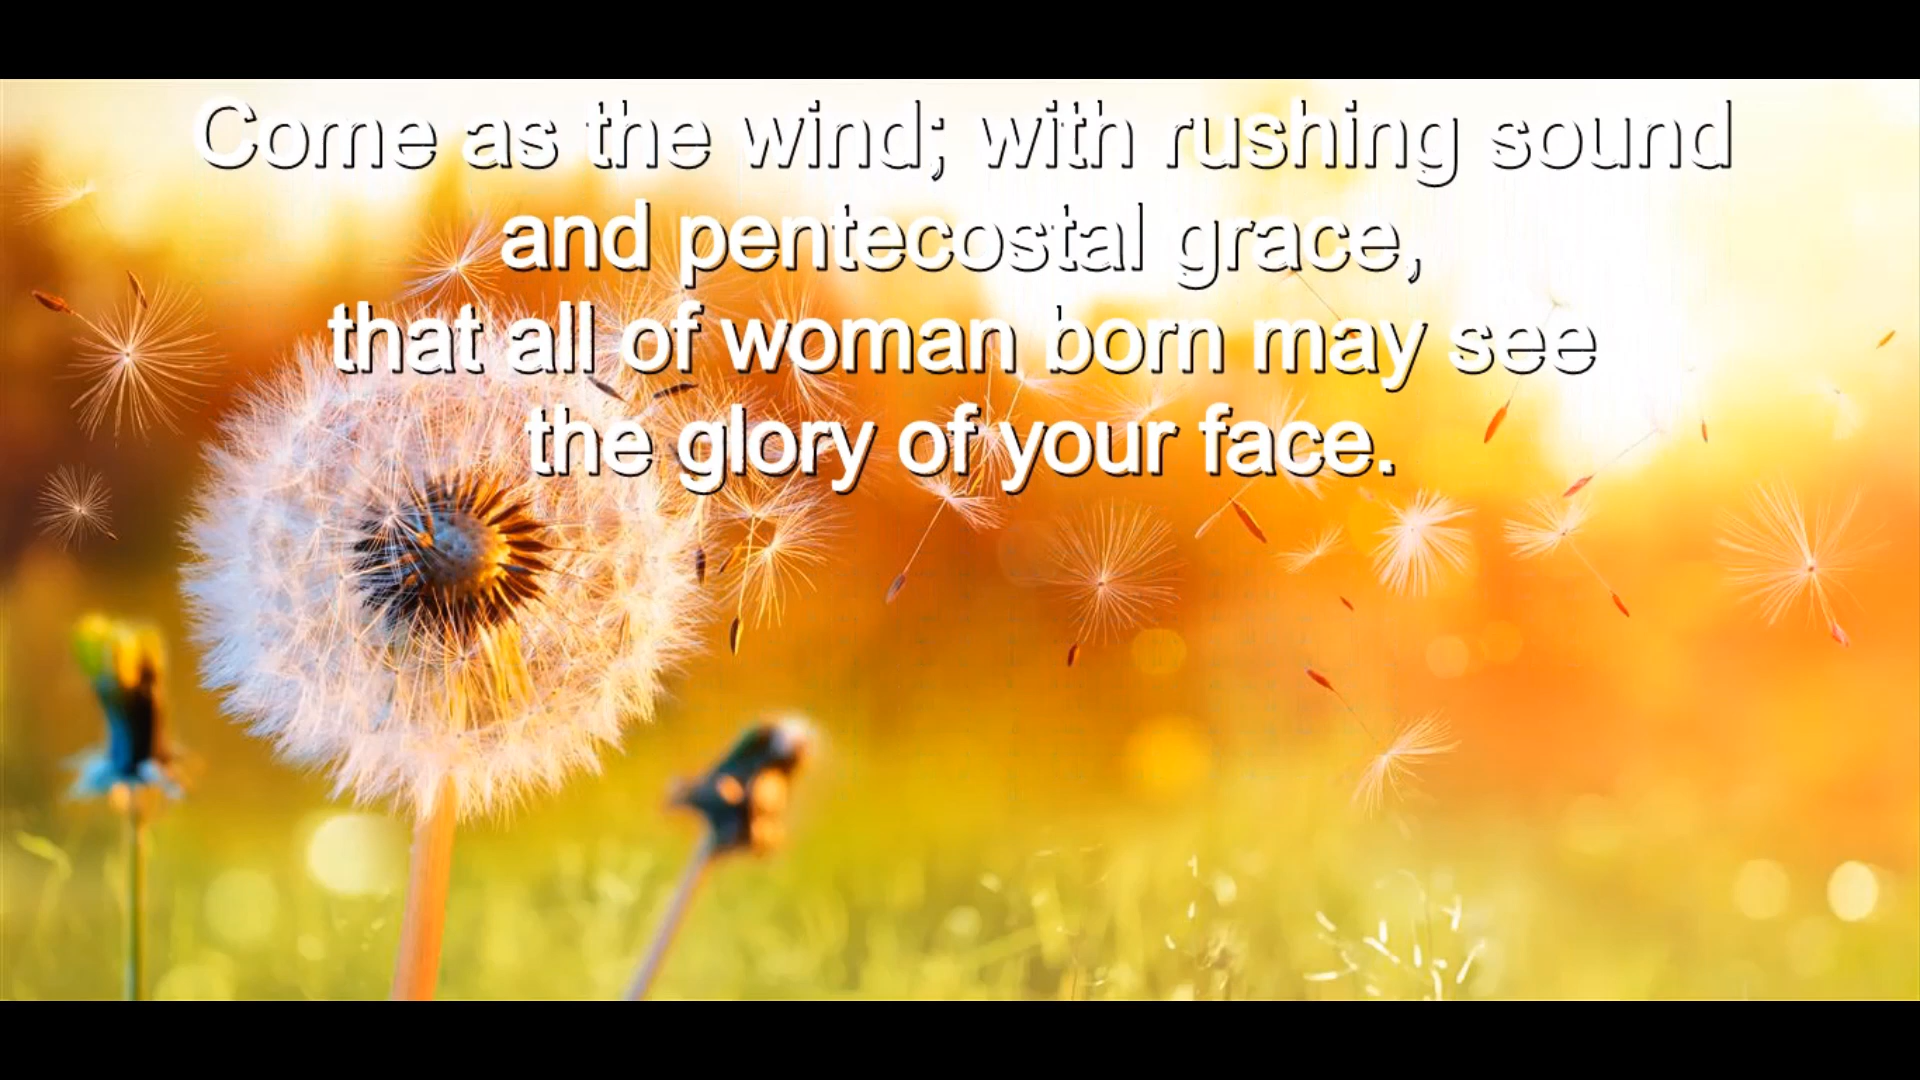 Come as the wind; with rushing sound
and pentecostal grace,
that all of woman born may see
the glory of your face.